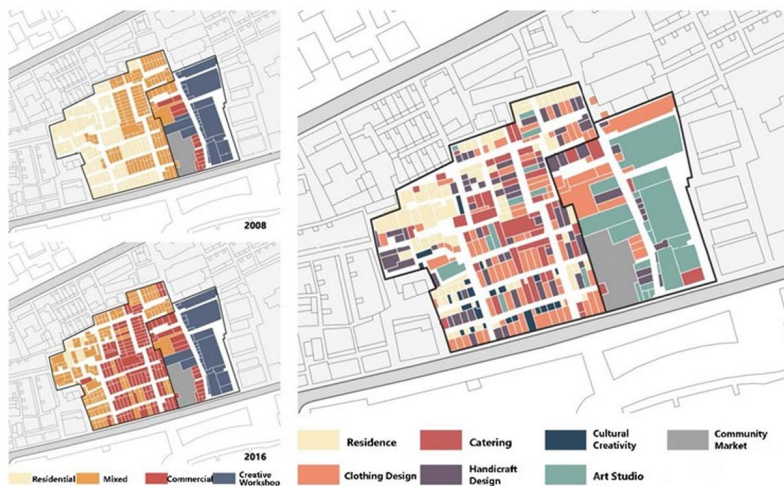 2008
2016
Residential Mixed Commercial Creative
Workshop
Residence Catering Cultural
Creativity Community
Market
Clothing Design Handicraft
Design Art Studio